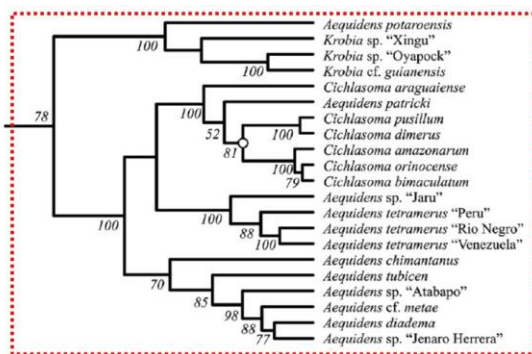 Aequidens potaroensis
Krobia sp. “Xingu”
Krobia sp. “Oyapock”
Krobia cf. guianensis
Cichlasoma araguaiense
Aequidens patricki
Cichlasoma pusillum
Cichlasoma dimerus
Cichlasoma amazonarum
Cichlasoma orinocense
Cichlasoma bimaculatum
Aequidens sp. “Jaru”
Aequidens tetramerus “Peru”
Aequidens tetramerus “Rio Negro”
Aequidens tetramerus “Venezuela”
Aequidens chimantanus
Aequidens tubicen
Aequidens sp. “Atabapo”
Aequidens cf. metae
Aequidens diadema
Aequidens sp. “Jenaro Herrera”
100
100
78
100
52
100
81
100
79
100
88
100
100
70
85
98
88
77